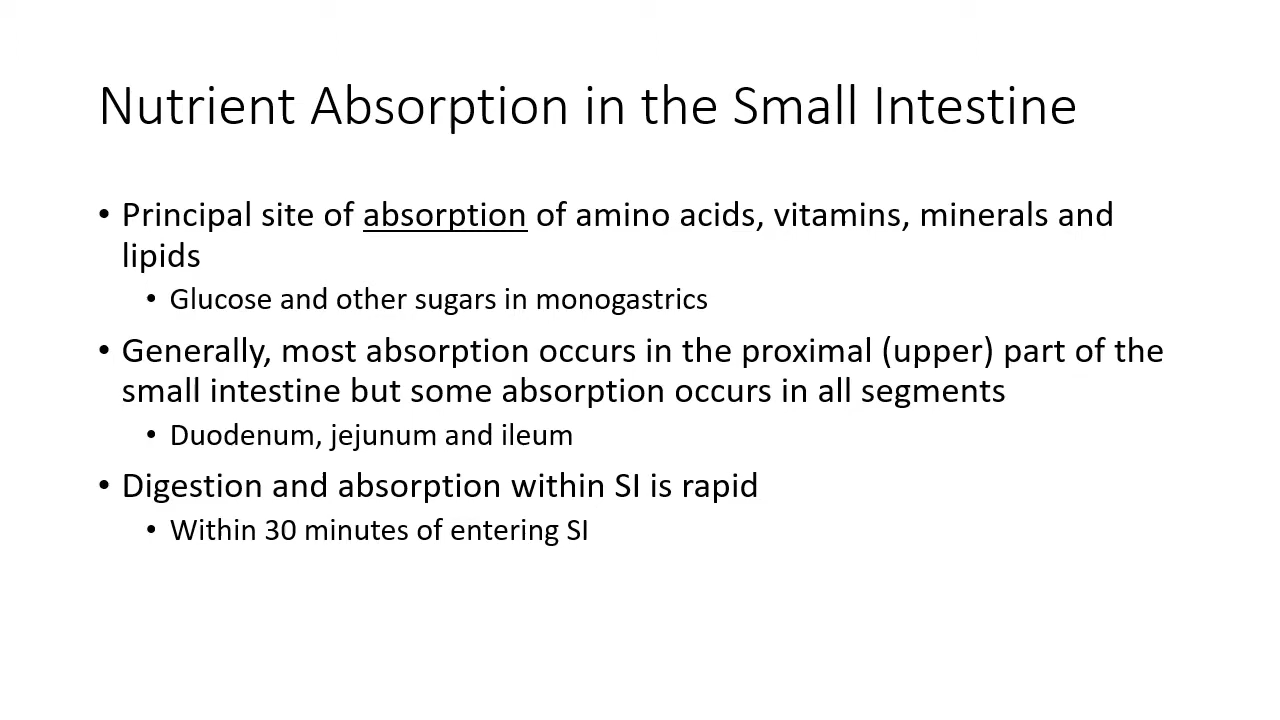 Nutrient Absorption in the Small Intestine
• Principal site of absorption of amino acids, vitamins, minerals and
lipids
• Glucose and other sugars in monogastrics
• Generally, most absorption occurs in the proximal (upper) part of the
small intestine but some absorption occurs in all segments
• Duodenum, jejunum and ileum
• Digestion and absorption within SI is rapid
• Within 30 minutes of entering SI